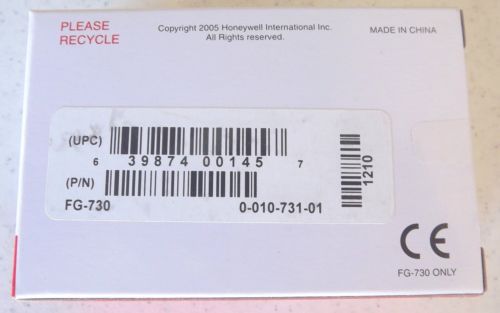 PLEASE
RECYCLE
Copyright 2005 Honeywell International Inc.
All Rights reserved.
MADE IN CHINA
(UPC)
6 39874 00145 7
(P/N)
FG-730 0-010-731-01
1210
CE
FG-730 ONLY